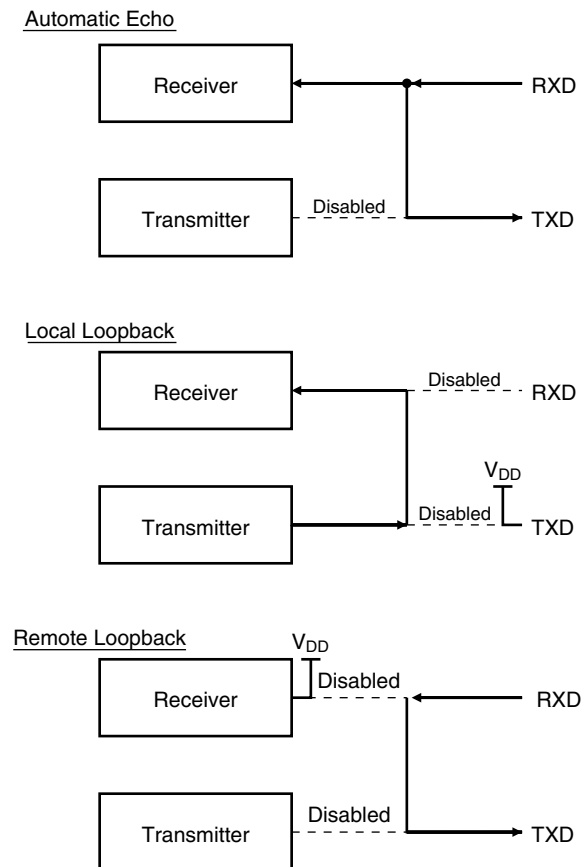 Automatic Echo
Receiver
RXD
Transmitter
Disabled
TXD
Local Loopback
Receiver
Disabled
RXD
VDD
Transmitter
Disabled
TXD
Remote Loopback
VDD
Receiver
Disabled
RXD
Transmitter
Disabled
TXD